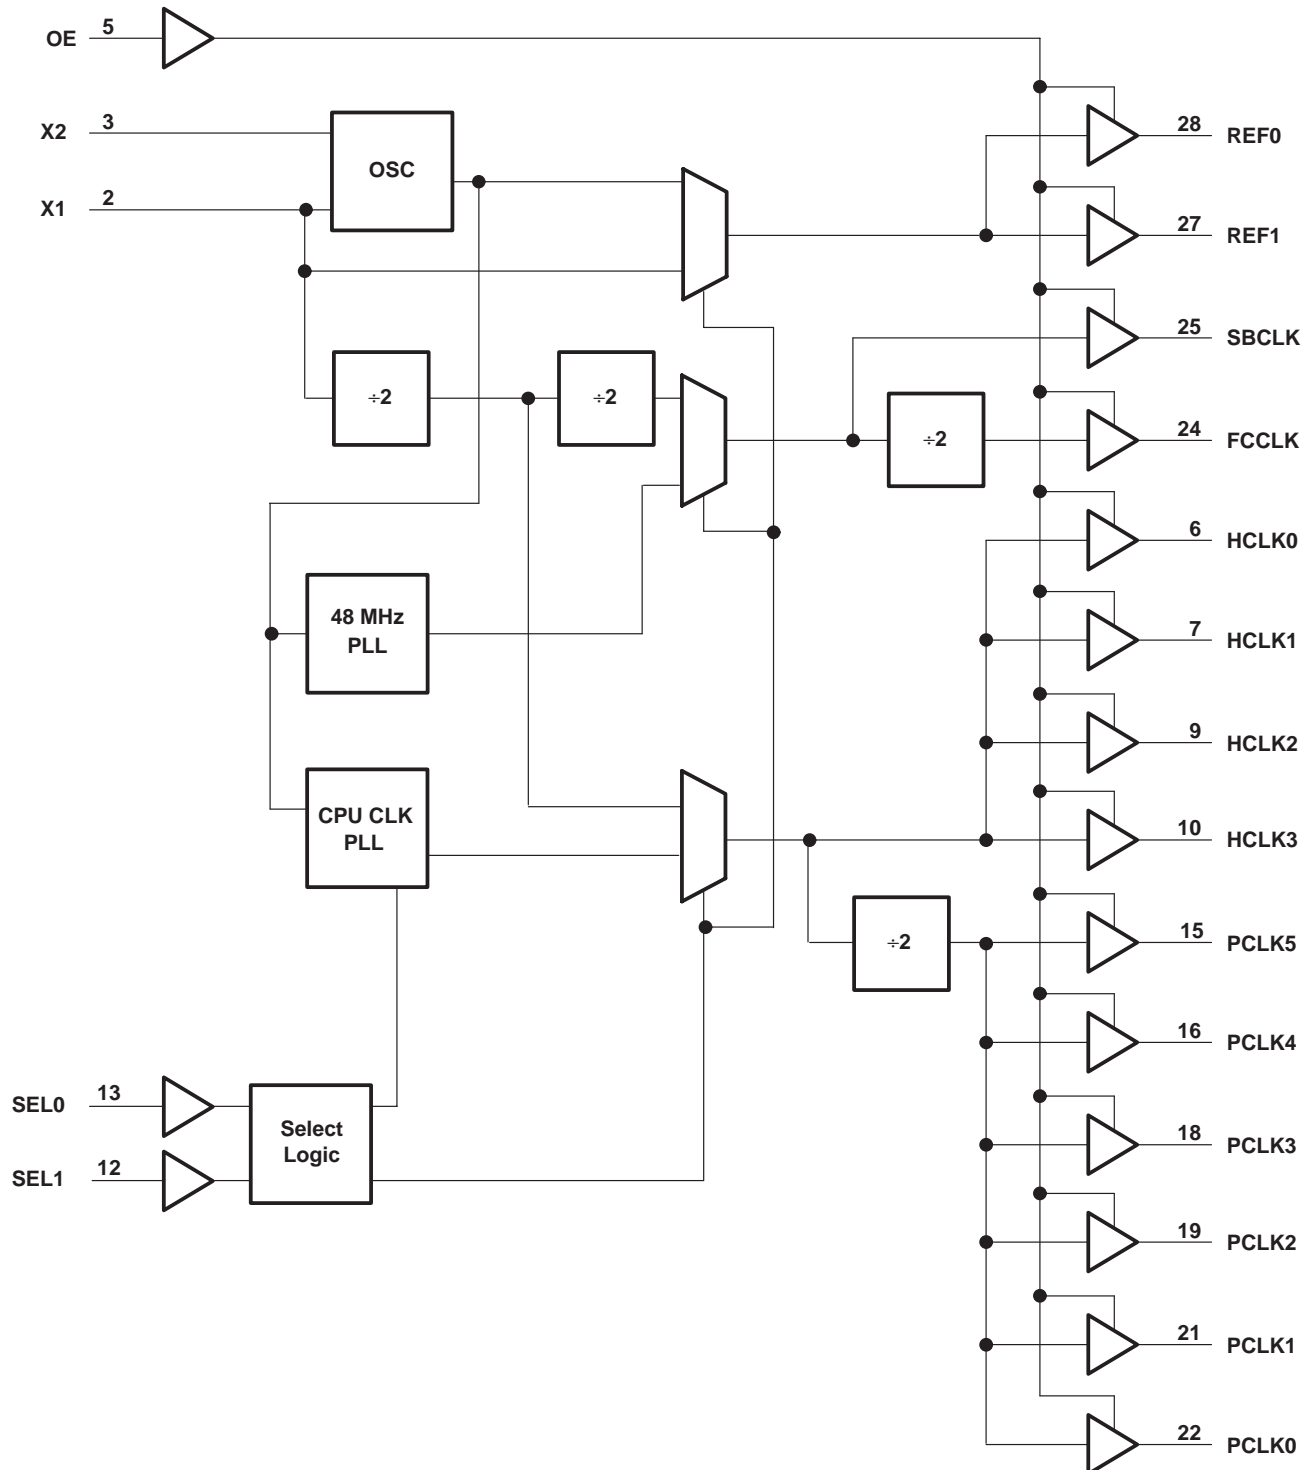 OE 5
X2 3
OSC
28 REF0
X1 2
27 REF1
25 SBCLK
÷2
÷2
÷2
24 FCCLK
6 HCLK0
48 MHz
PLL
7 HCLK1
9 HCLK2
CPU CLK
PLL
10 HCLK3
÷2
15 PCLK5
16 PCLK4
SEL0 13
Select
Logic
18 PCLK3
SEL1 12
19 PCLK2
21 PCLK1
22 PCLK0